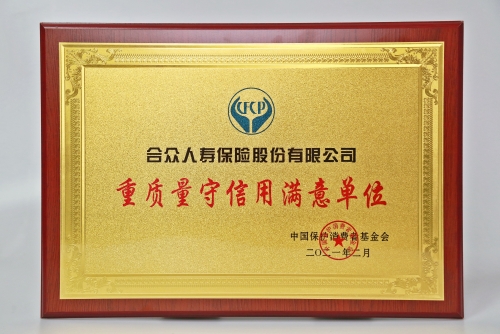 CFCP
合众人寿保险股份有限公司
重质量守信用满意单位
中国保护消费者基金会
二〇二一年二月